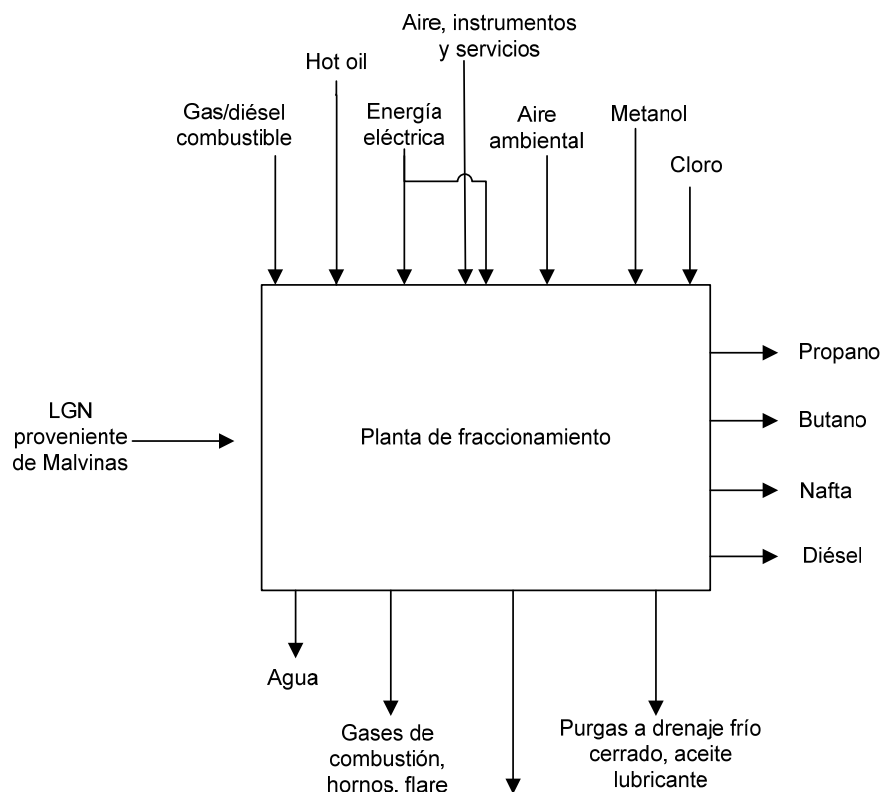 Aire, instrumentos
y servicios
Hot oil
Gas/diésel
combustible
Energía
eléctrica
Aire
ambiental
Metanol
Cloro
LGN
proveniente
de Malvinas
Planta de fraccionamiento
Propano
Butano
Nafta
Diésel
Agua
Gases de
combustión,
hornos, flare
Purgas a drenaje frío
cerrado, aceite
lubricante